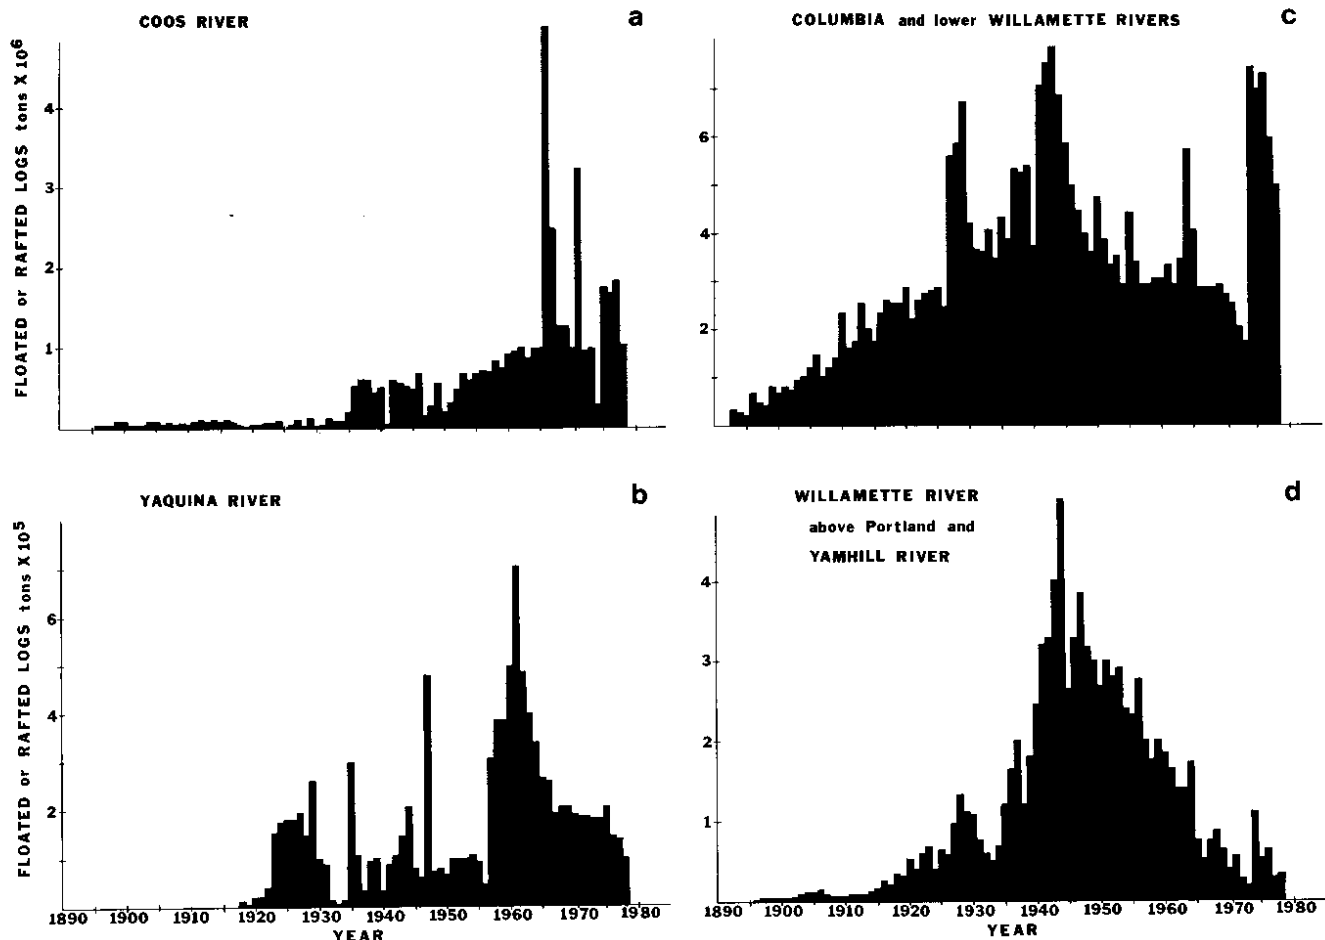 COOS RIVER
a
FLOATED or RAFTED LOGS tons X 10⁶
4
3
2
1
COLUMBIA and lower WILLAMETTE RIVERS
c
6
4
2
YAQUINA RIVER
b
FLOATED or RAFTED LOGS tons X 10⁵
6
4
2
1890 1900 1910 1920 1930 1940 1950 1960 1970 1980
YEAR
WILLAMETTE RIVER
above Portland and
YAMHILL RIVER
d
4
3
2
1
1890 1900 1910 1920 1930 1940 1950 1960 1970 1980
YEAR